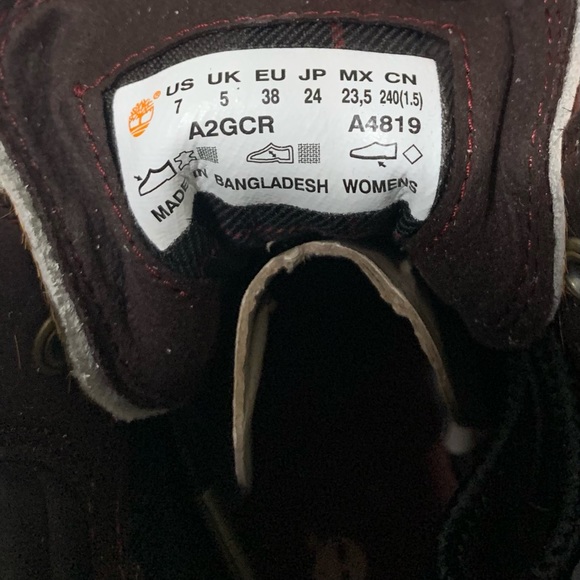 US UK EU JP MX CN
7 5 38 24 23,5 240(1.5)
A2GCR A4819
MADE IN BANGLADESH WOMENS